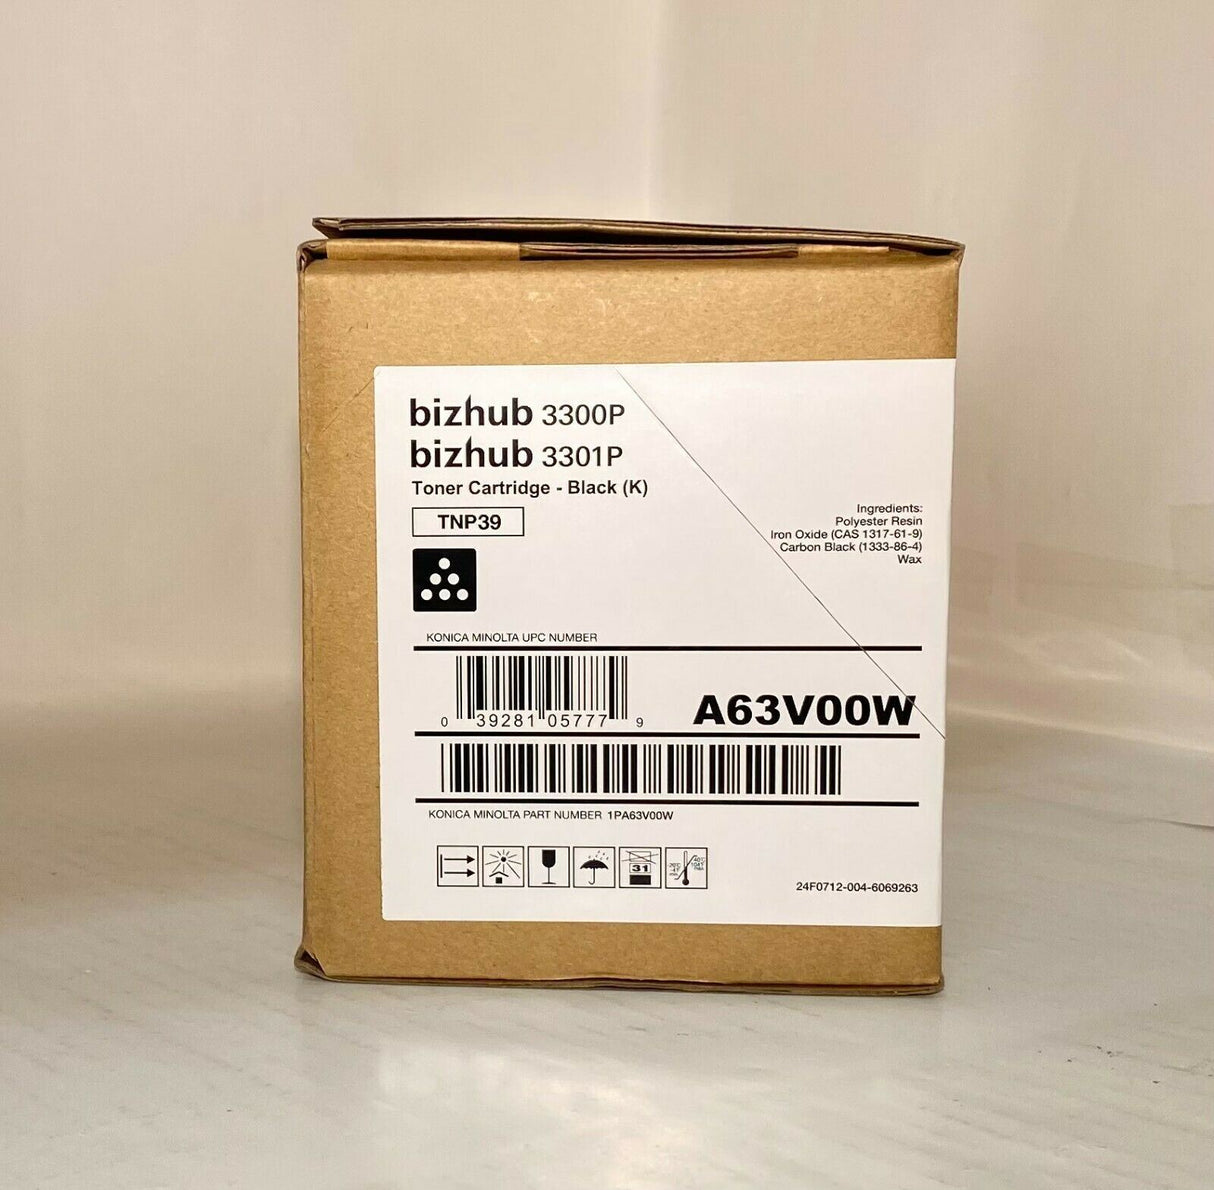 bizhub 3300P
bizhub 3301P
Toner Cartridge - Black (K)
TNP39
Ingredients:
Polyester Resin
Iron Oxide (CAS 1317-61-9)
Carbon Black (1333-86-4)
Wax
KONICA MINOLTA UPC NUMBER
0 39281 05777 9
A63V00W
KONICA MINOLTA PART NUMBER 1PA63V00W
31
24F0712-004-6069263